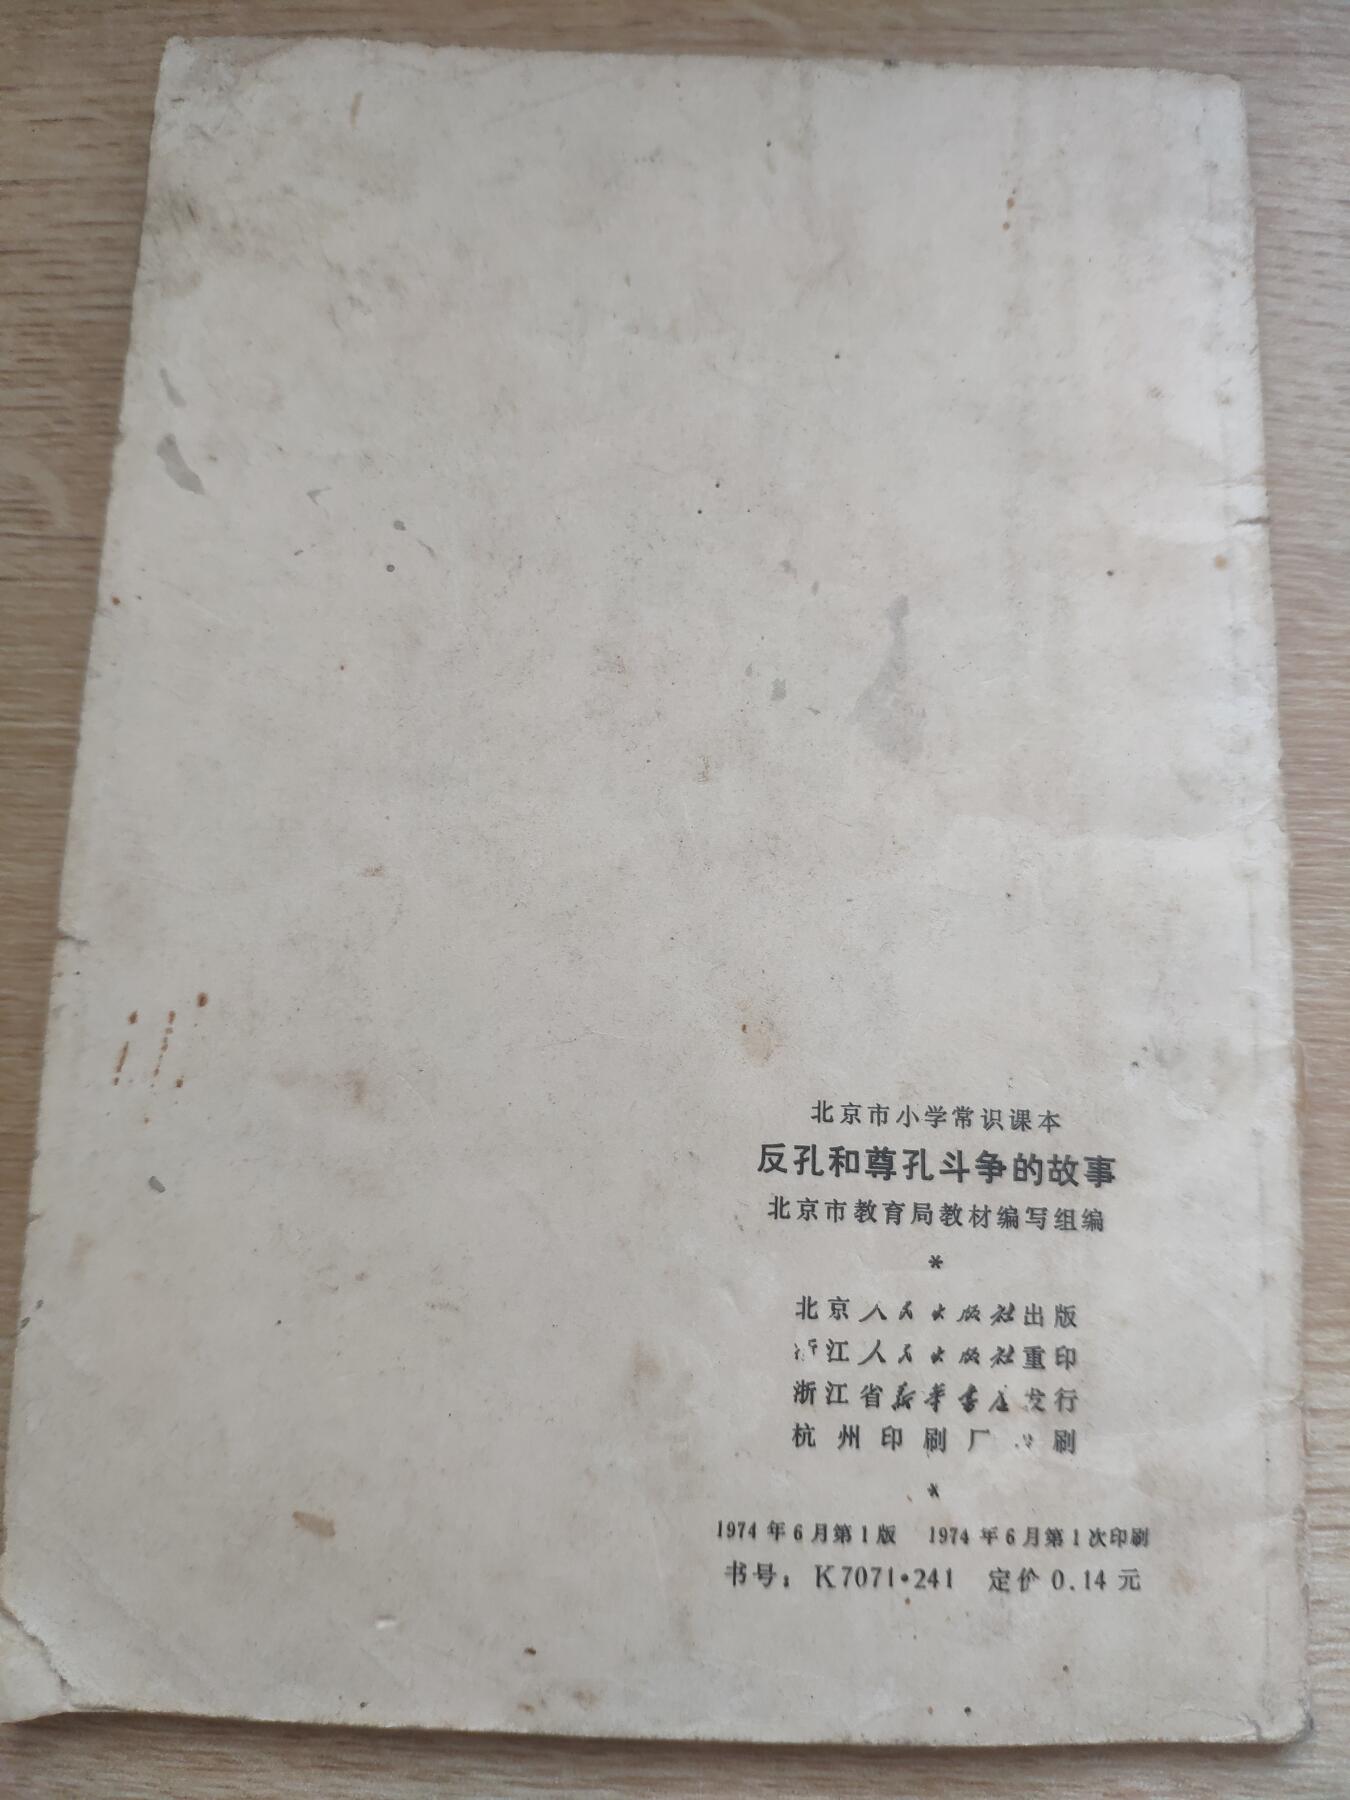 北京市小学常识课本
反孔和尊孔斗争的故事
北京市教育局教材编写组编
*
北京人民出版社出版
浙江人民出版社重印
浙江省新华书店发行
杭州印刷厂印刷
*
1974年6月第1版 1974年6月第1次印刷
书号：K7071·241 定价0.14元